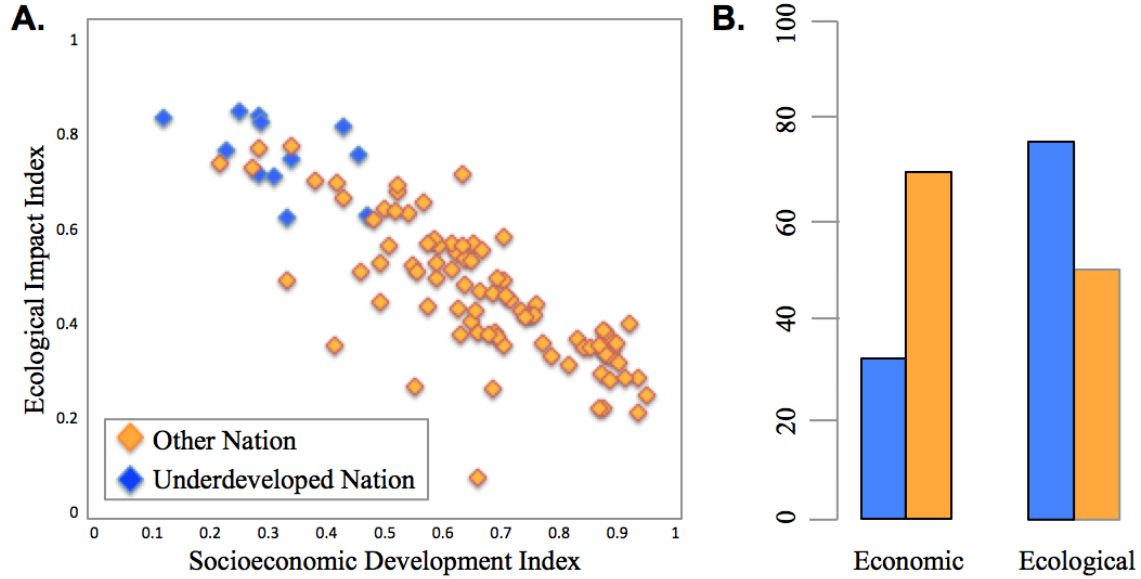 A.
Ecological Impact Index
1
0.8
0.6
0.4
0.2
0
Other Nation
Underdeveloped Nation
0 0.1 0.2 0.3 0.4 0.5 0.6 0.7 0.8 0.9 1
Socioeconomic Development Index
B.
100
80
60
40
20
0
Economic Ecological